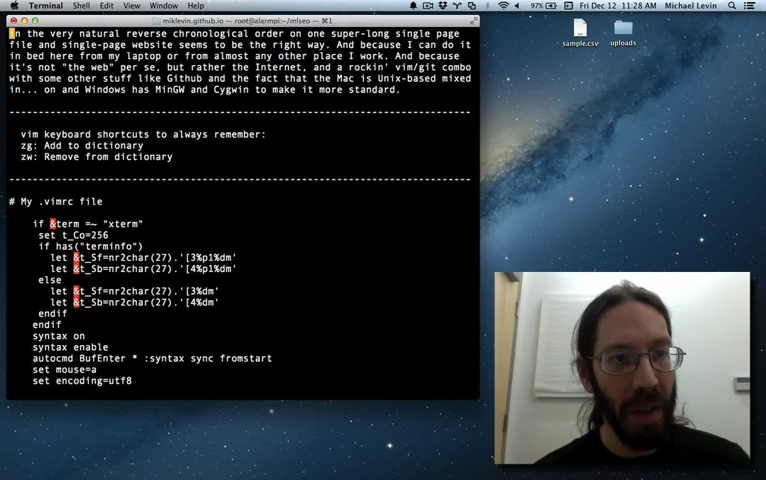 Terminal Shell Edit View Window Help 97% Fri Dec 12 11:28 AM Michael Levin
miklevin.github.io — root@alarmpi:~/mlseo — ⌘1
In the very natural reverse chronological order on one super-long single page
file and single-page website seems to be the right way. And because I can do it
in bed here from my laptop or from almost any other place I work. And because
it's not "the web" per se, but rather the Internet, and a rockin' vim/git combo
with some other stuff like Github and the fact that the Mac is Unix-based mixed
in... on and Windows has MinGW and Cygwin to make it more standard.
--------------------------------------------------------------------------------
vim keyboard shortcuts to always remember:
zg: Add to dictionary
zw: Remove from dictionary
--------------------------------------------------------------------------------
# My .vimrc file
if &term =~ "xterm"
set t_Co=256
if has("terminfo")
let &t_Sf=nr2char(27).'[3%p1%dm'
let &t_Sb=nr2char(27).'[4%p1%dm'
else
let &t_Sf=nr2char(27).'[3%dm'
let &t_Sb=nr2char(27).'[4%dm'
endif
endif
syntax on
syntax enable
autocmd BufEnter * :syntax sync fromstart
set mouse=a
set encoding=utf8
sample.csv
uploads